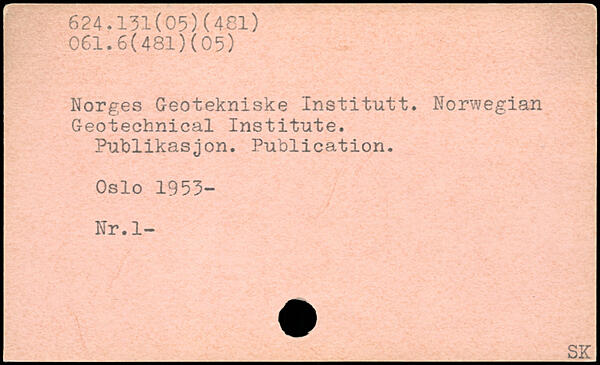 624.131(05)(481)
061.6(481)(05)
Norges Geotekniske Institutt. Norwegian
Geotechnical Institute.
Publikasjon. Publication.
Oslo 1953-
Nr.1-
SK